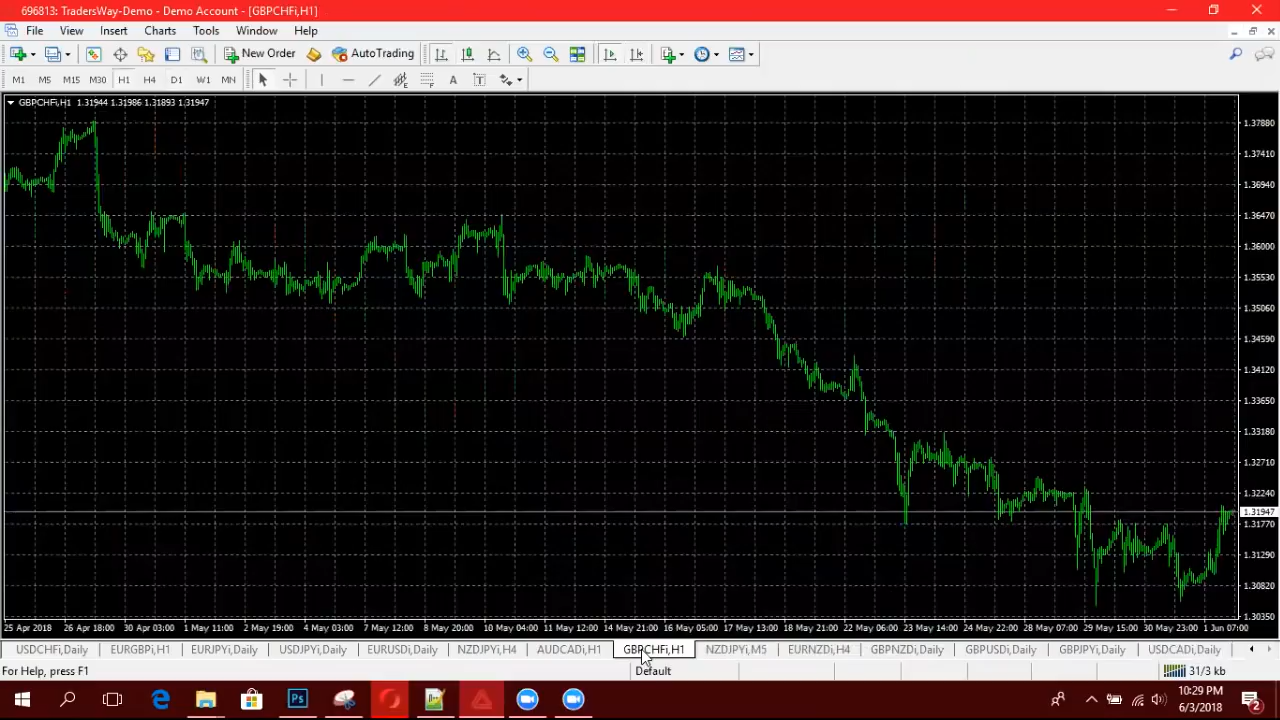 696813: TradersWay-Demo - Demo Account - [GBPCHFi,H1]
File View Insert Charts Tools Window Help
New Order AutoTrading
M1 M5 M15 M30 H1 H4 D1 W1 MN A T
GBPCHFi,H1 1.31944 1.31986 1.31893 1.31947
1.37880
1.37410
1.36940
1.36470
1.36000
1.35530
1.35060
1.34590
1.34120
1.33650
1.33180
1.32710
1.32240
1.31947
1.31770
1.31290
1.30820
1.30350
25 Apr 2018 26 Apr 18:00 30 Apr 03:00 1 May 11:00 2 May 19:00 4 May 03:00 7 May 12:00 8 May 20:00 10 May 04:00 11 May 12:00 14 May 21:00 16 May 05:00 17 May 13:00 18 May 21:00 22 May 06:00 23 May 14:00 24 May 22:00 28 May 07:00 29 May 15:00 30 May 23:00 1 Jun 07:00
USDCHFi,Daily EURGBPi,H1 EURJPYi,Daily USDJPYi,Daily EURUSDi,Daily NZDJPYi,H4 AUDCADi,H1 GBPCHFi,H1 NZDJPYi,M5 EURNZDi,H4 GBPNZDi,Daily GBPUSDi,Daily GBPJPYi,Daily USDCADi,Daily
For Help, press F1 Default 31/3 kb
Ps 10:29 PM
6/3/2018 2